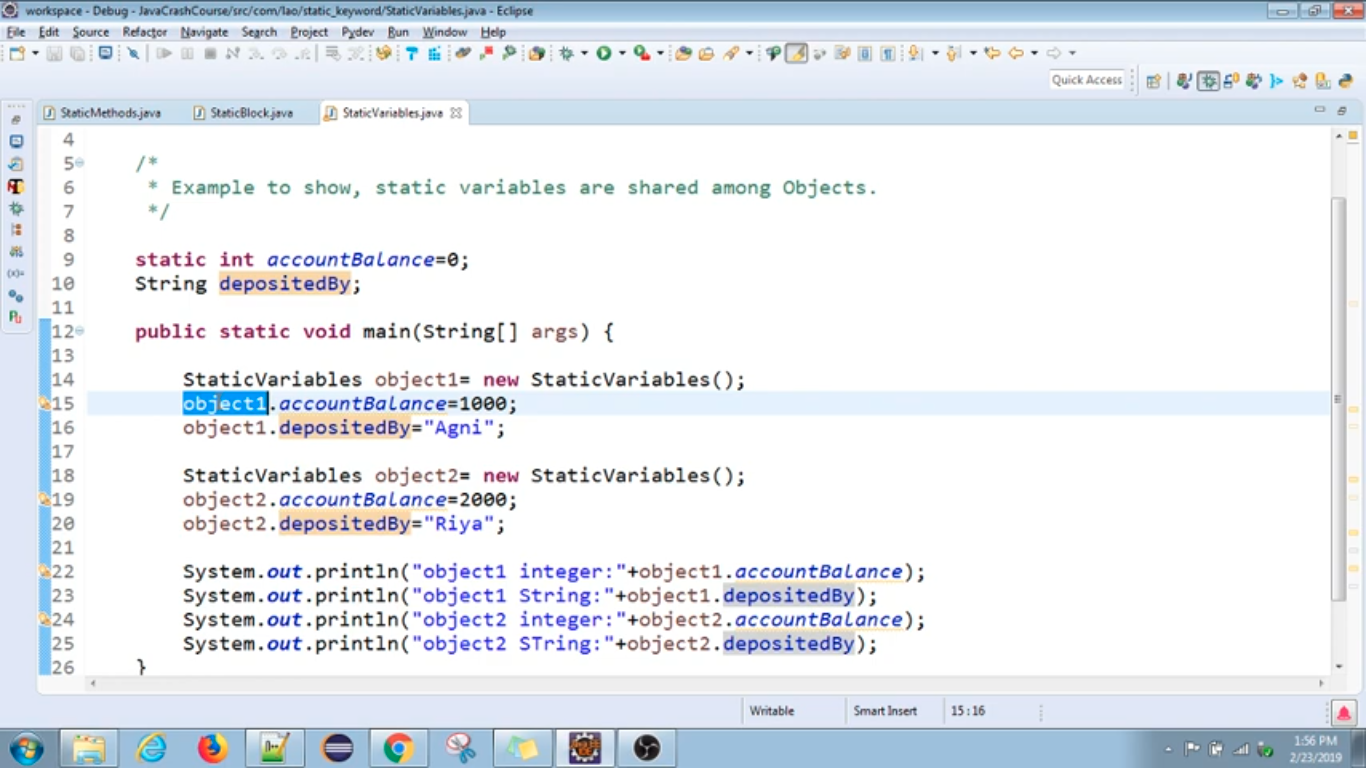 workspace - Debug - JavaCrashCourse/src/com/lao/static_keyword/StaticVariables.java - Eclipse
File Edit Source Refactor Navigate Search Project Pydev Run Window Help
Quick Access
StaticMethods.java StaticBlock.java StaticVariables.java
4
5 /*
6 * Example to show, static variables are shared among Objects.
7 */
8
9 static int accountBalance=0;
10 String depositedBy;
11
12 public static void main(String[] args) {
13
14 StaticVariables object1= new StaticVariables();
15 object1.accountBalance=1000;
16 object1.depositedBy="Agni";
17
18 StaticVariables object2= new StaticVariables();
19 object2.accountBalance=2000;
20 object2.depositedBy="Riya";
21
22 System.out.println("object1 integer:"+object1.accountBalance);
23 System.out.println("object1 String:"+object1.depositedBy);
24 System.out.println("object2 integer:"+object2.accountBalance);
25 System.out.println("object2 STring:"+object2.depositedBy);
26 }
Writable Smart Insert 15:16
1:56 PM
2/23/2019